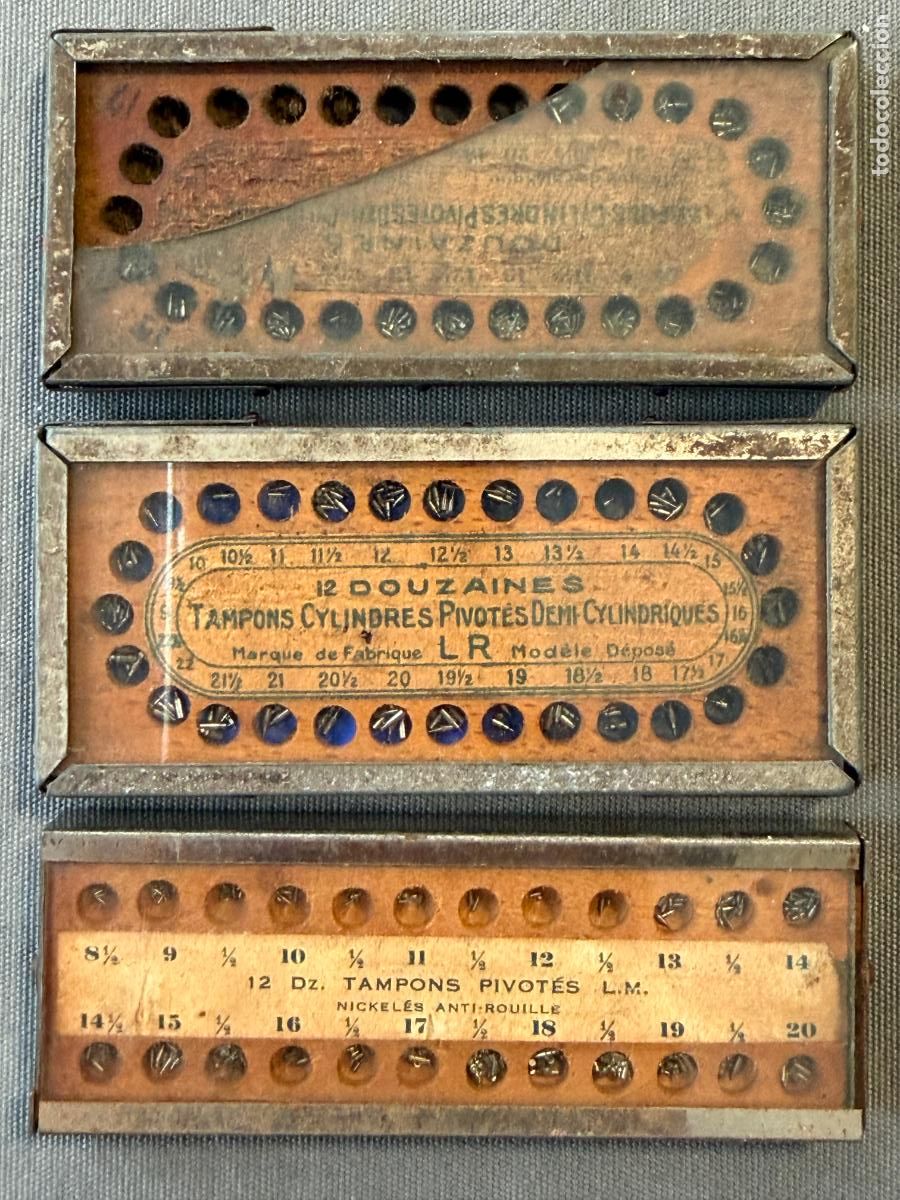 todocoleccion
CYLINDRES PIVOTES
DOUZAINE
10 10½ 11 11½ 12 12½ 13 13½ 14 14½ 15
15½
16
12 DOUZAINES
TAMPONS CYLINDRES PIVOTÉS DEMI-CYLINDRIQUES
Marque de Fabrique LR Modèle Déposé
22 21½ 21 20½ 20 19½ 19 18½ 18 17½ 17
8½ 9 ½ 10 ½ 11 ½ 12 ½ 13 ½ 14
12 Dz. TAMPONS PIVOTÉS L.M.
NICKELÉS ANTI-ROUILLE
14½ 15 ½ 16 ½ 17 ½ 18 ½ 19 ½ 20